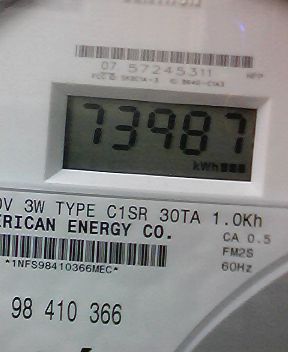 07 57245311
73987
kWh
V 3W TYPE C1SR 30TA 1.0Kh
RICAN ENERGY CO.
CA 0.5
FM2S
60Hz
*1NFS98410366MEC*
98 410 366